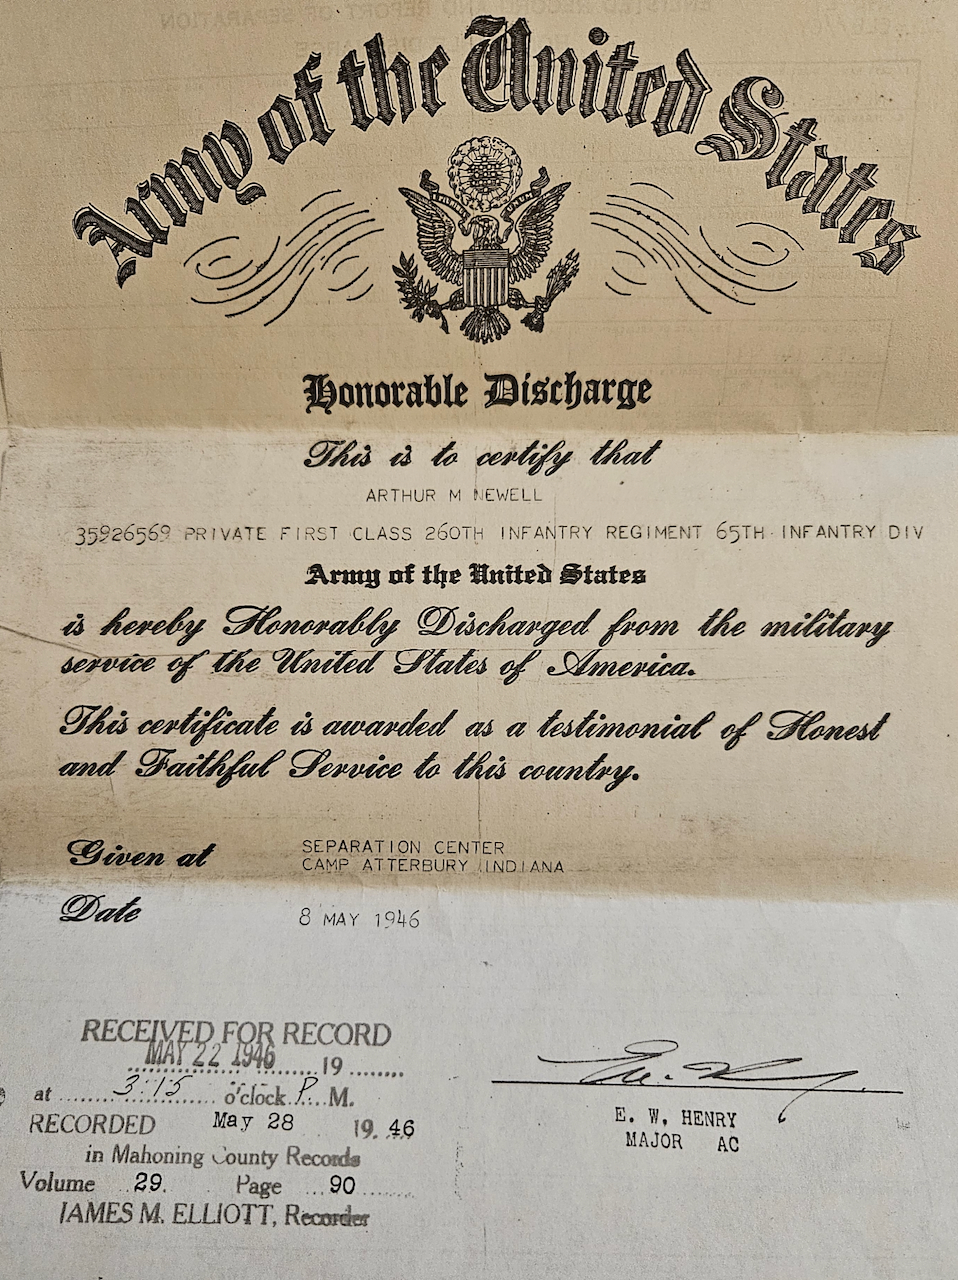 Army of the United States
Honorable Discharge
This is to certify that
ARTHUR M NEWELL
35926569 PRIVATE FIRST CLASS 260TH INFANTRY REGIMENT 65TH INFANTRY DIV
Army of the United States
is hereby Honorably Discharged from the military
service of the United States of America.
This certificate is awarded as a testimonial of Honest
and Faithful Service to this country.
Given at SEPARATION CENTER
CAMP ATTERBURY INDIANA
Date 8 MAY 1946
RECEIVED FOR RECORD
MAY 22 1946 19
at 3:15 o'clock P. M.
RECORDED May 28 19 46
in Mahoning County Records
Volume 29. Page 90
JAMES M. ELLIOTT, Recorder
E. W. HENRY
MAJOR AC